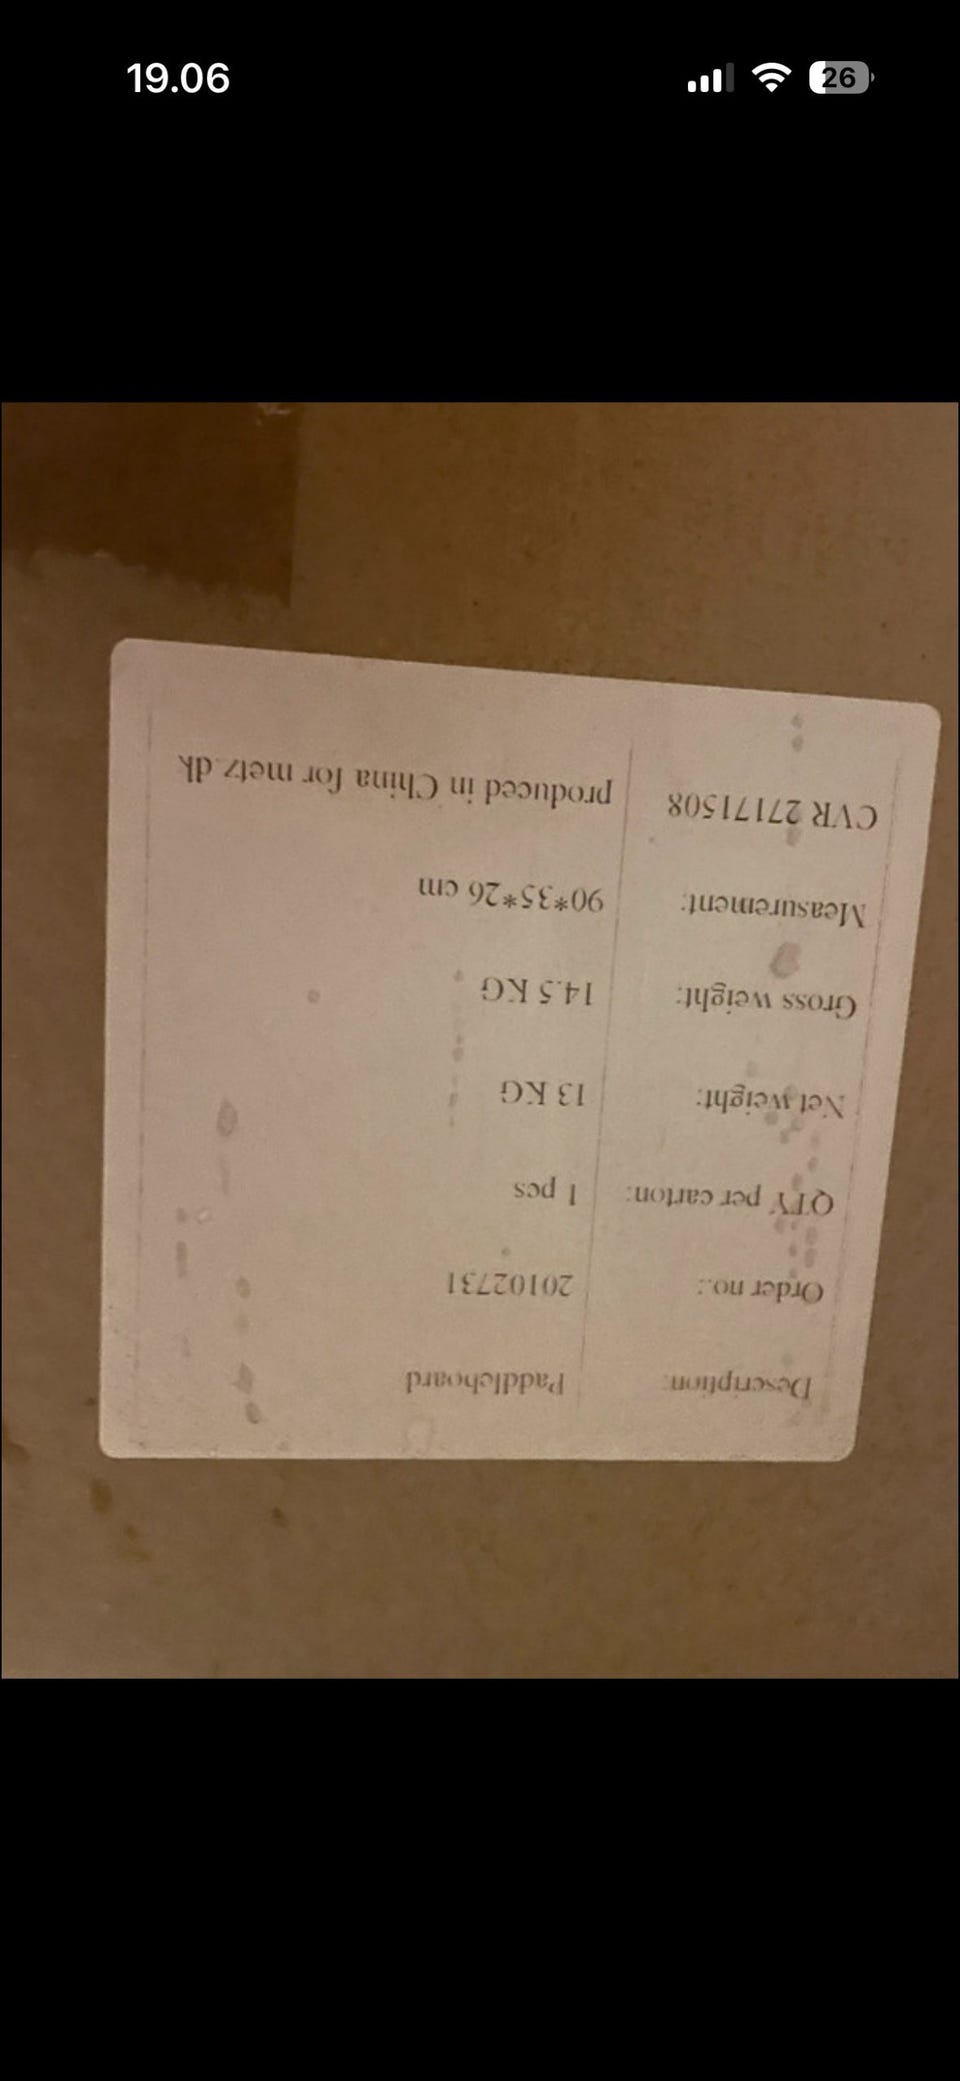 19.06
26
Description: Paddleboard
Order no.: 20102731
QTY per carton: 1 pcs
Net weight: 13 KG
Gross weight: 14.5 KG
Measurement: 90*35*26 cm
CVR 27171508 produced in China for metz.dk